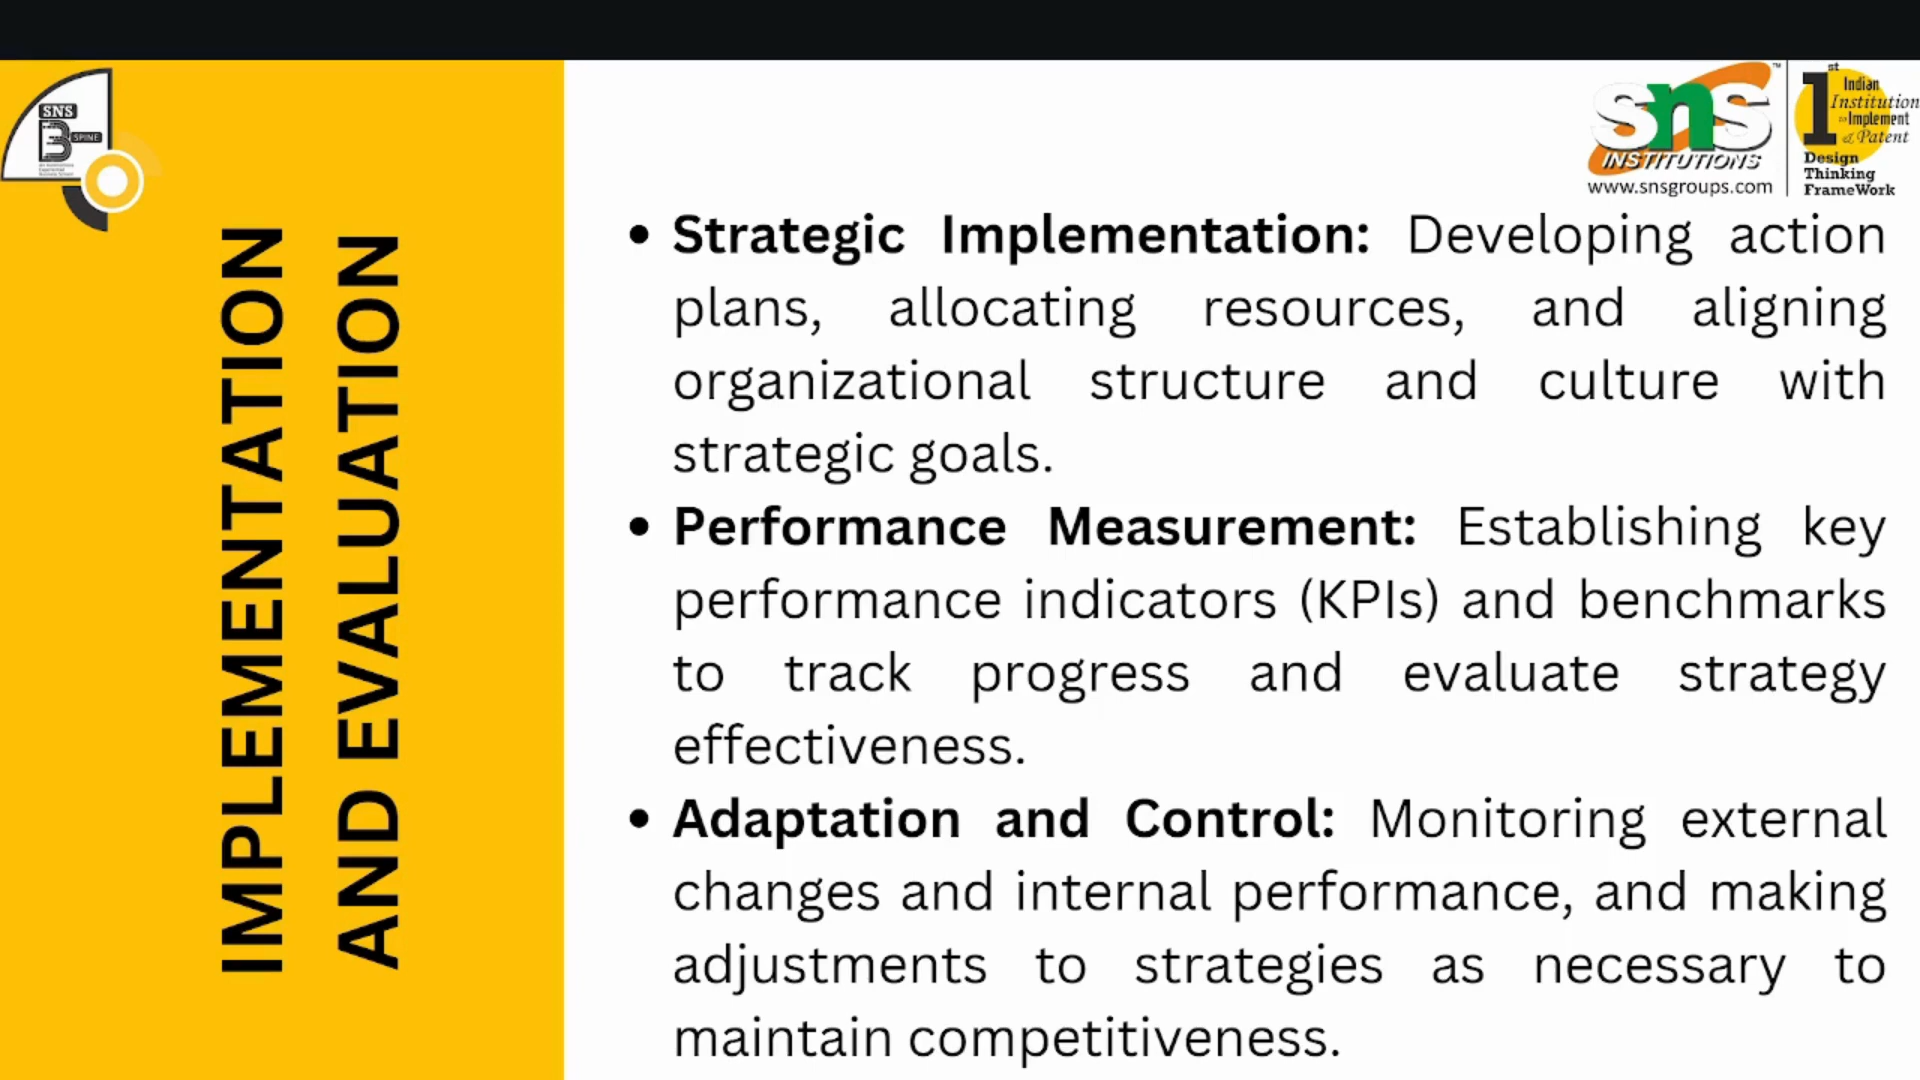 SNS
B
SPINE
IMPLEMENTATION
AND EVALUATION
sns
INSTITUTIONS
www.snsgroups.com
1st
Indian
Institution
to Implement
& Patent
Design
Thinking
FrameWork
• Strategic Implementation: Developing action
plans, allocating resources, and aligning
organizational structure and culture with
strategic goals.
• Performance Measurement: Establishing key
performance indicators (KPIs) and benchmarks
to track progress and evaluate strategy
effectiveness.
• Adaptation and Control: Monitoring external
changes and internal performance, and making
adjustments to strategies as necessary to
maintain competitiveness.